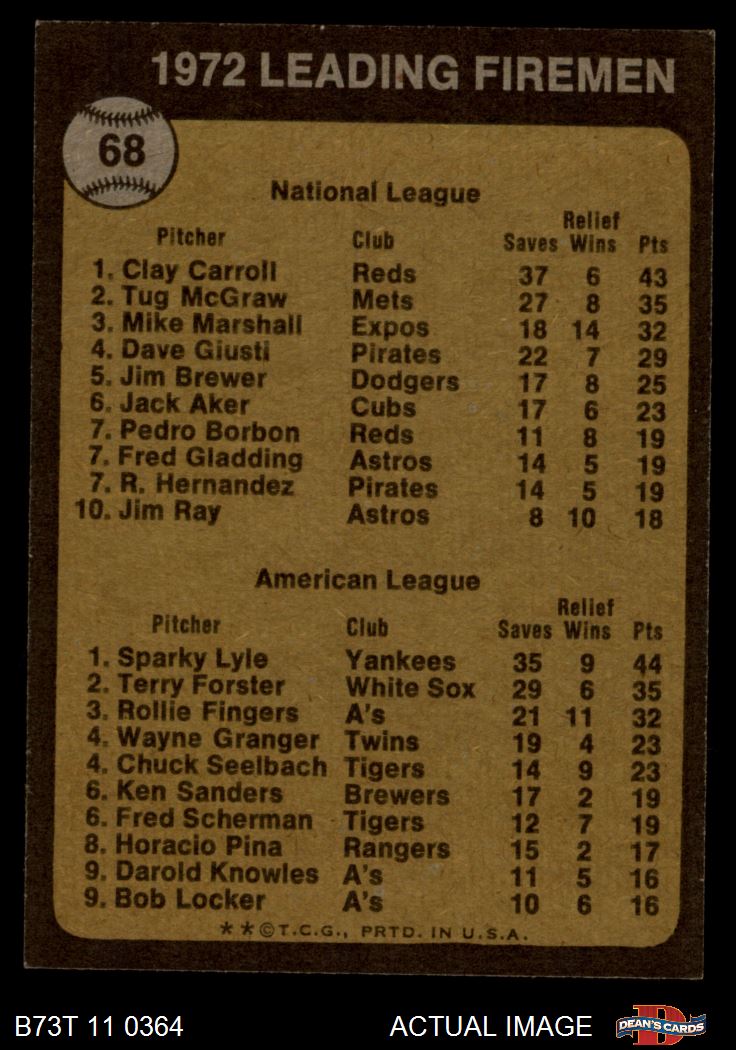 1972 LEADING FIREMEN
68
National League
Pitcher Club Saves Relief Wins Pts
1. Clay Carroll Reds 37 6 43
2. Tug McGraw Mets 27 8 35
3. Mike Marshall Expos 18 14 32
4. Dave Giusti Pirates 22 7 29
5. Jim Brewer Dodgers 17 8 25
6. Jack Aker Cubs 17 6 23
7. Pedro Borbon Reds 11 8 19
7. Fred Gladding Astros 14 5 19
7. R. Hernandez Pirates 14 5 19
10. Jim Ray Astros 8 10 18
American League
Pitcher Club Saves Relief Wins Pts
1. Sparky Lyle Yankees 35 9 44
2. Terry Forster White Sox 29 6 35
3. Rollie Fingers A's 21 11 32
4. Wayne Granger Twins 19 4 23
4. Chuck Seelbach Tigers 14 9 23
6. Ken Sanders Brewers 17 2 19
6. Fred Scherman Tigers 12 7 19
8. Horacio Pina Rangers 15 2 17
9. Darold Knowles A's 11 5 16
9. Bob Locker A's 10 6 16
**©T.C.G., PRTD. IN U.S.A.
B73T 11 0364 ACTUAL IMAGE D DEAN'S CARDS